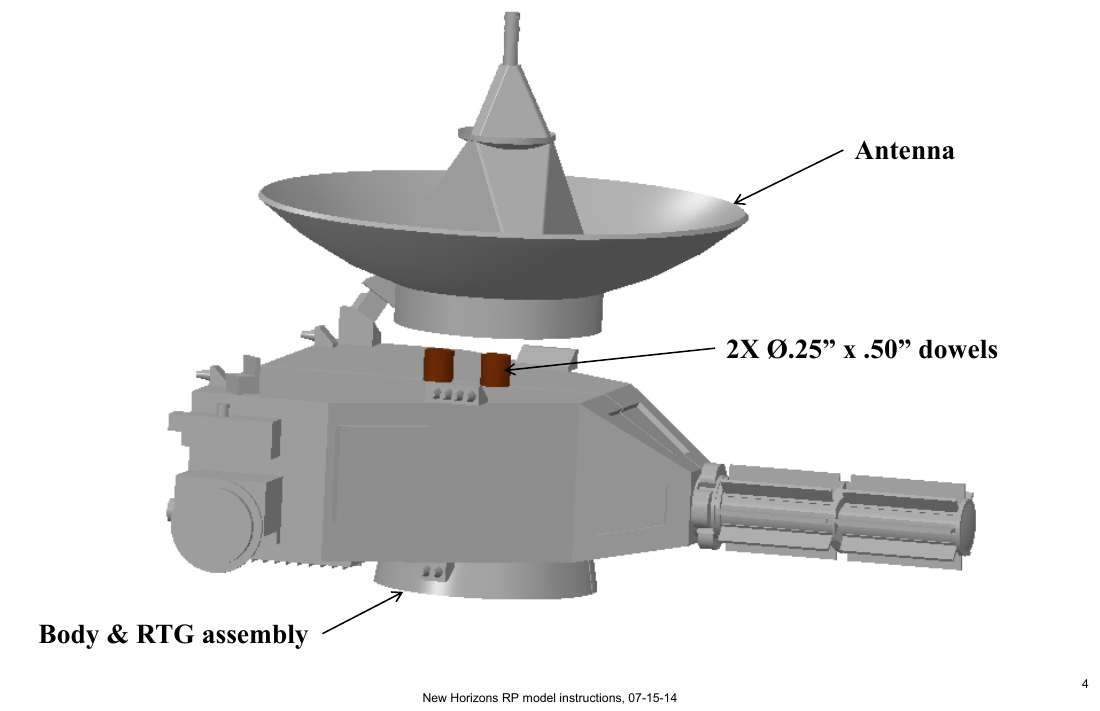 Antenna
2X Ø.25” x .50” dowels
Body & RTG assembly
4
New Horizons RP model instructions, 07-15-14